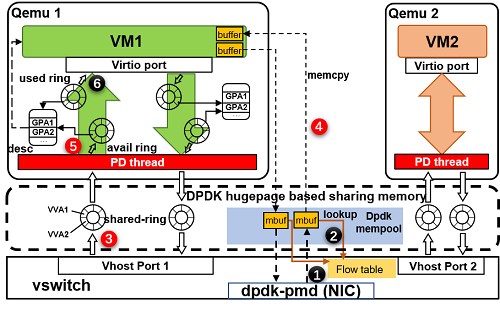 Qemu 1
Qemu 2
VM1
buffer
buffer
VM2
Virtio port
Virtio port
used ring
6
memcpy
GPA1
GPA2
...
GPA1
GPA2
...
4
desc
5
avail ring
PD thread
PD thread
DPDK hugepage based sharing memory
VVA1
VVA2
shared-ring
3
mbuf
mbuf
lookup
2
Dpdk
mempool
Vhost Port 1
1
Flow table
Vhost Port 2
vswitch
dpdk-pmd (NIC)